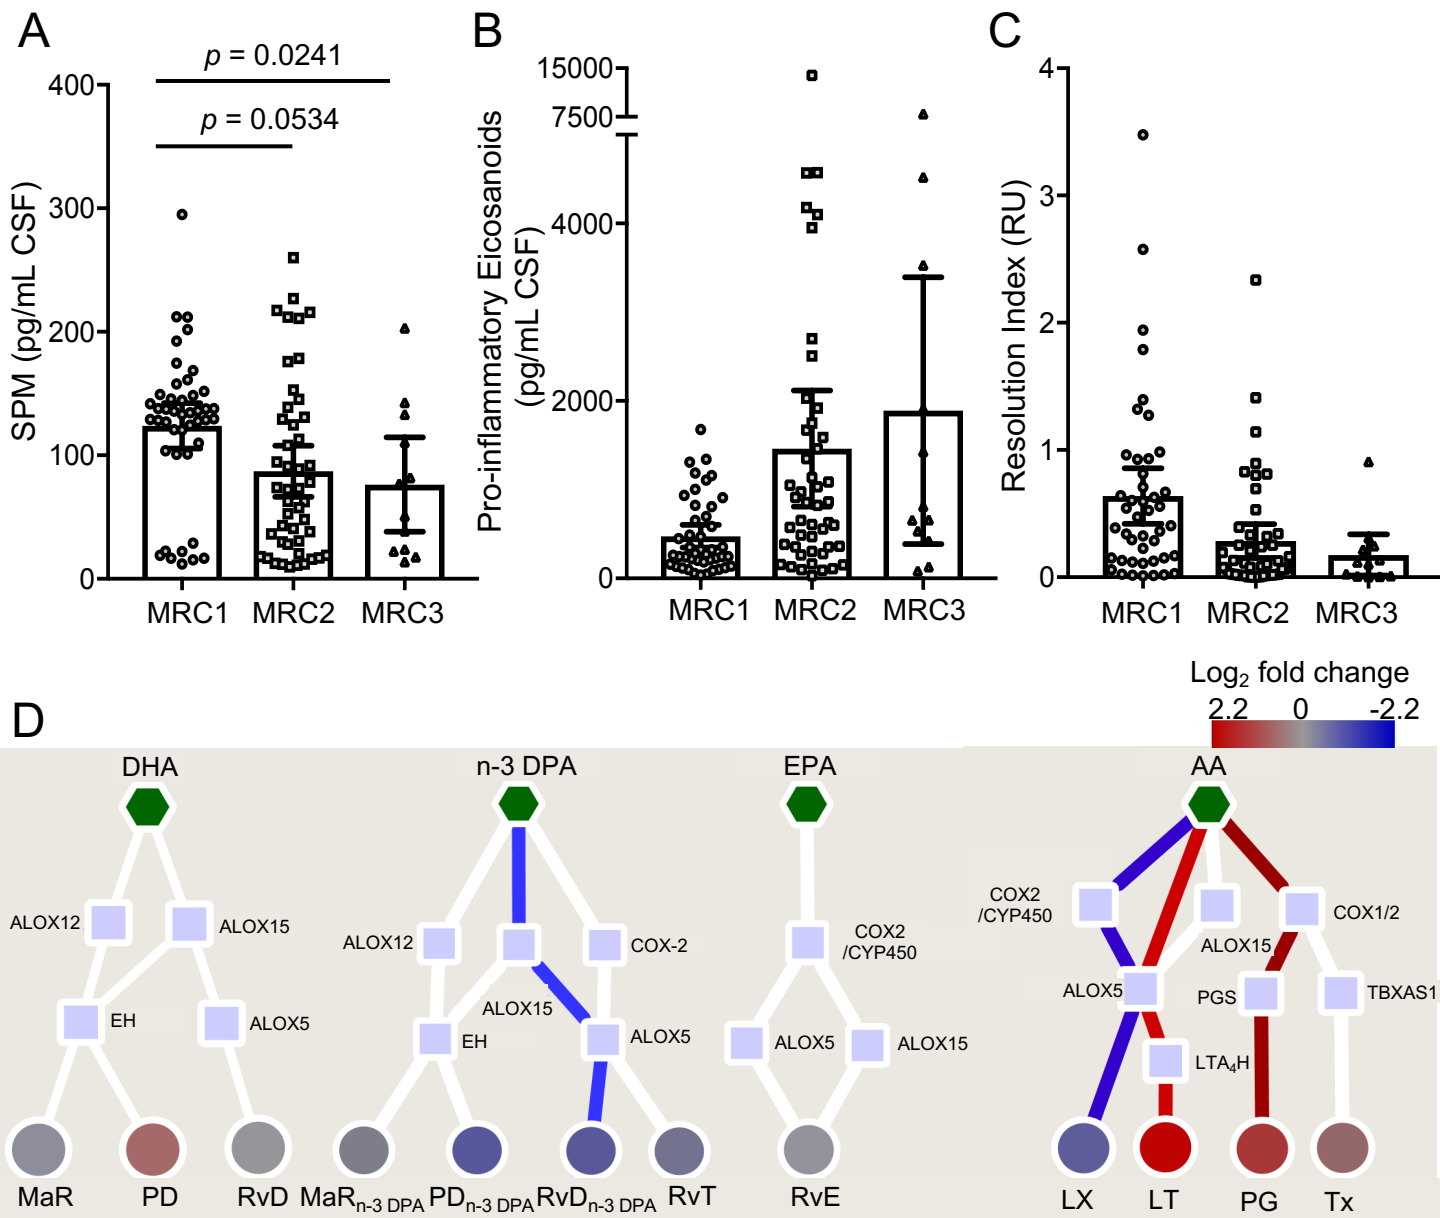 A
p = 0.0241
p = 0.0534
SPM (pg/mL CSF)
400
300
200
100
0
MRC1 MRC2 MRC3
B
Pro-inflammatory Eicosanoids
(pg/mL CSF)
15000
7500
4000
2000
0
MRC1 MRC2 MRC3
C
Resolution Index (RU)
4
3
2
1
0
MRC1 MRC2 MRC3
D
Log2 fold change
2.2 0 -2.2
DHA
ALOX12
ALOX15
EH
ALOX5
MaR PD RvD
n-3 DPA
ALOX12
COX-2
ALOX15
EH
ALOX5
MaRn-3 DPA PDn-3 DPA RvDn-3 DPA RvT
EPA
COX2
/CYP450
ALOX5
ALOX15
RvE
AA
COX2
/CYP450
COX1/2
ALOX15
ALOX5
PGS
TBXAS1
LTA4H
LX LT PG Tx